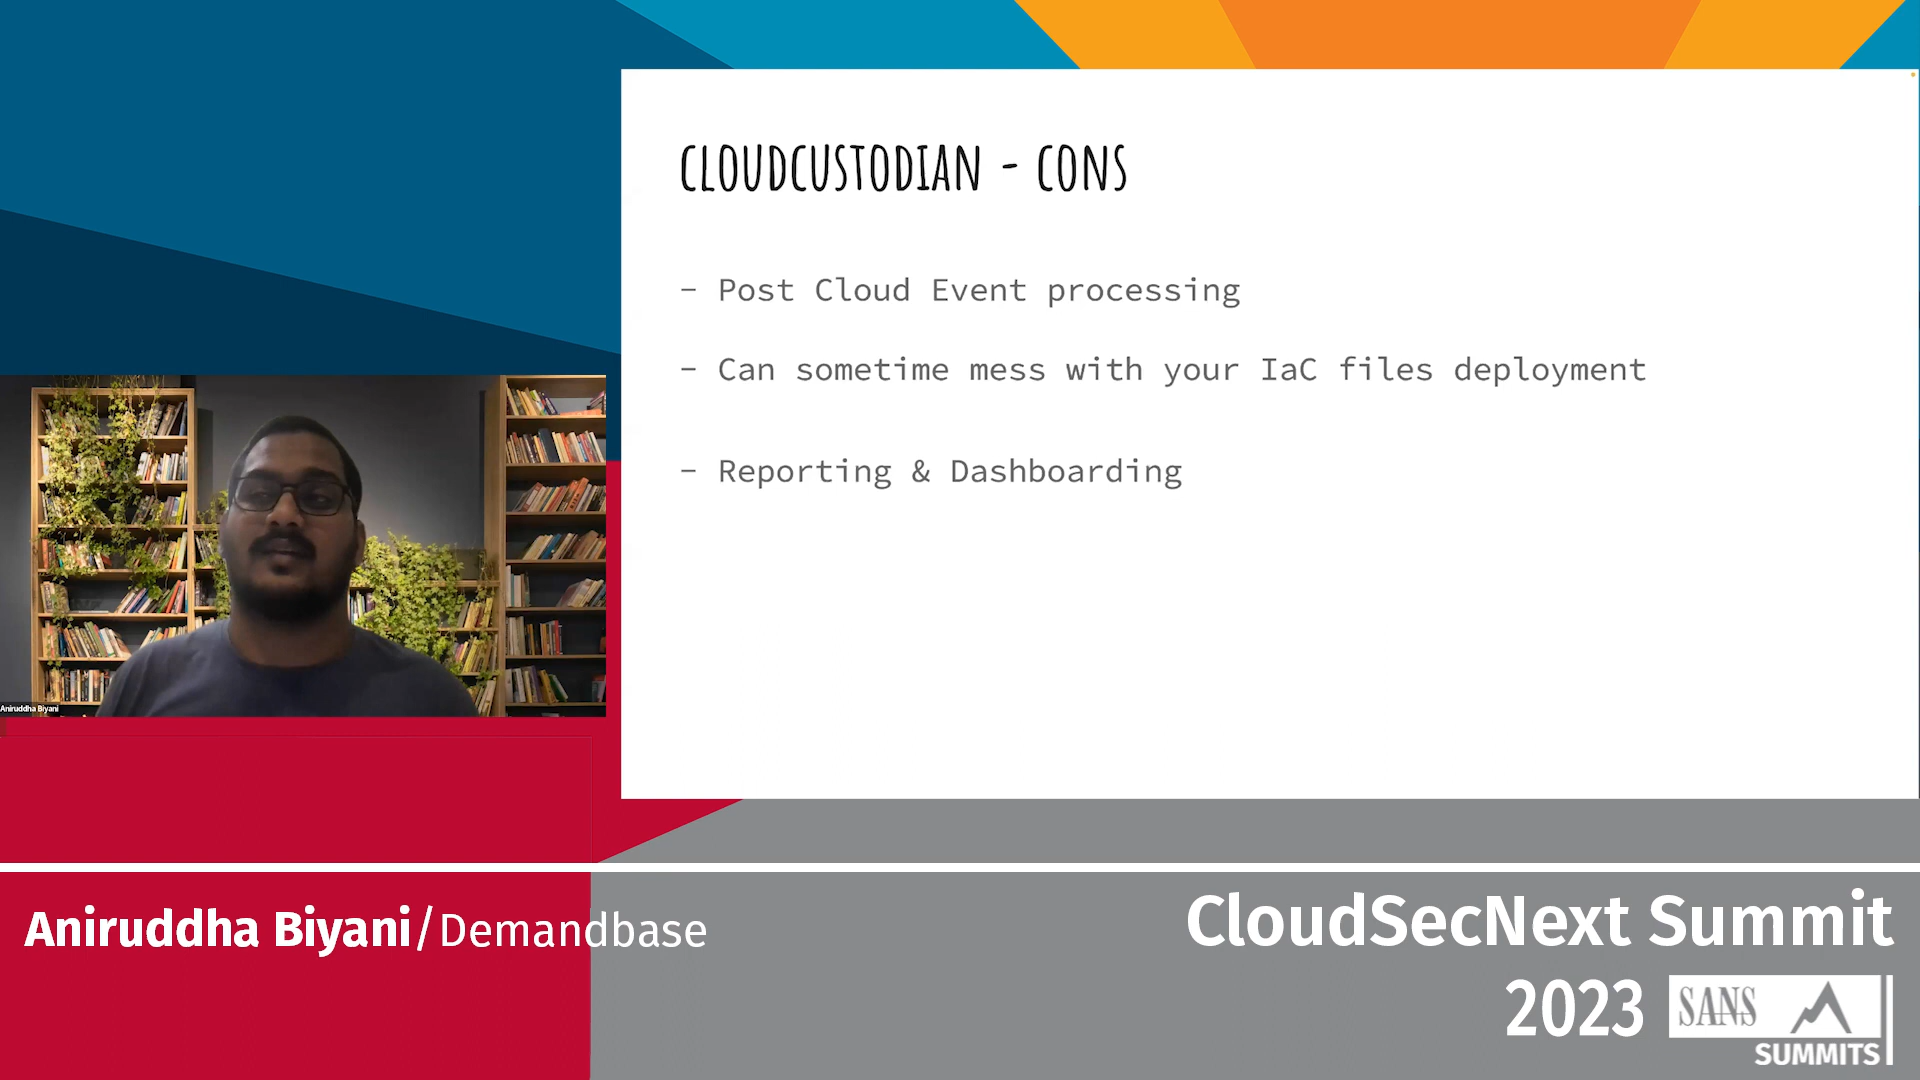 CLOUDCUSTODIAN - CONS
- Post Cloud Event processing
- Can sometime mess with your IaC files deployment
- Reporting & Dashboarding
Aniruddha Biyani
Aniruddha Biyani/Demandbase
CloudSecNext Summit
2023
SANS
SUMMITS